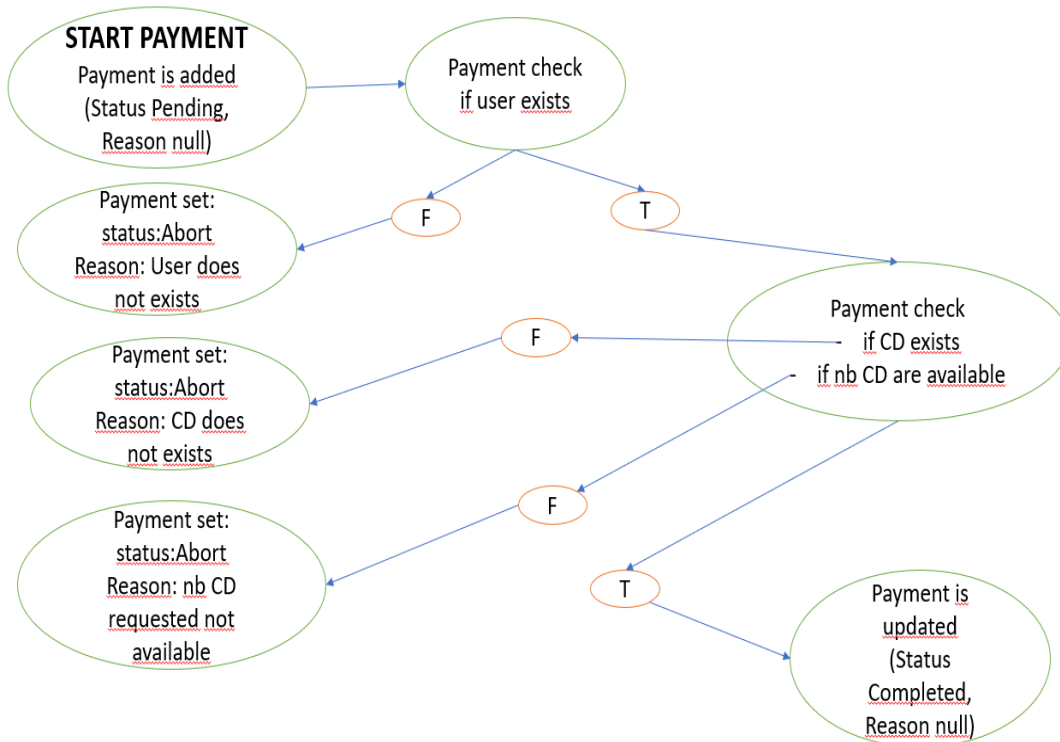 START PAYMENT
Payment is added
(Status Pending,
Reason null)
Payment check
if user exists
F
T
Payment set:
status:Abort
Reason: User does
not exists
Payment check
- if CD exists
- if nb CD are available
F
Payment set:
status:Abort
Reason: CD does
not exists
F
Payment set:
status:Abort
Reason: nb CD
requested not
available
T
Payment is
updated
(Status
Completed,
Reason null)